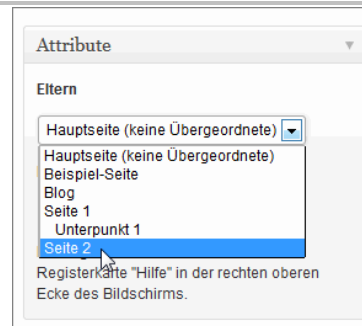 Attribute
Eltern
Hauptseite (keine Übergeordnete)
Hauptseite (keine Übergeordnete)
Beispiel-Seite
Blog
Seite 1
Unterpunkt 1
Seite 2
Registerkarte "Hilfe" in der rechten oberen
Ecke des Bildschirms.